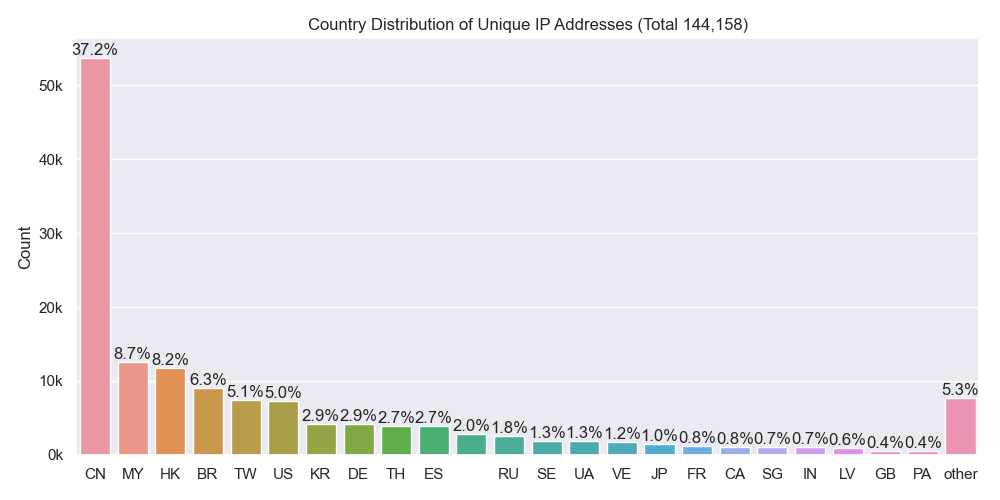 Country Distribution of Unique IP Addresses (Total 144,158)
Count
50k
40k
30k
20k
10k
0k
37.2%
8.7%
8.2%
6.3%
5.1%
5.0%
2.9%
2.9%
2.7%
2.7%
2.0%
1.8%
1.3%
1.3%
1.2%
1.0%
0.8%
0.8%
0.7%
0.7%
0.6%
0.4%
0.4%
5.3%
CN MY HK BR TW US KR DE TH ES RU SE UA VE JP FR CA SG IN LV GB PA other